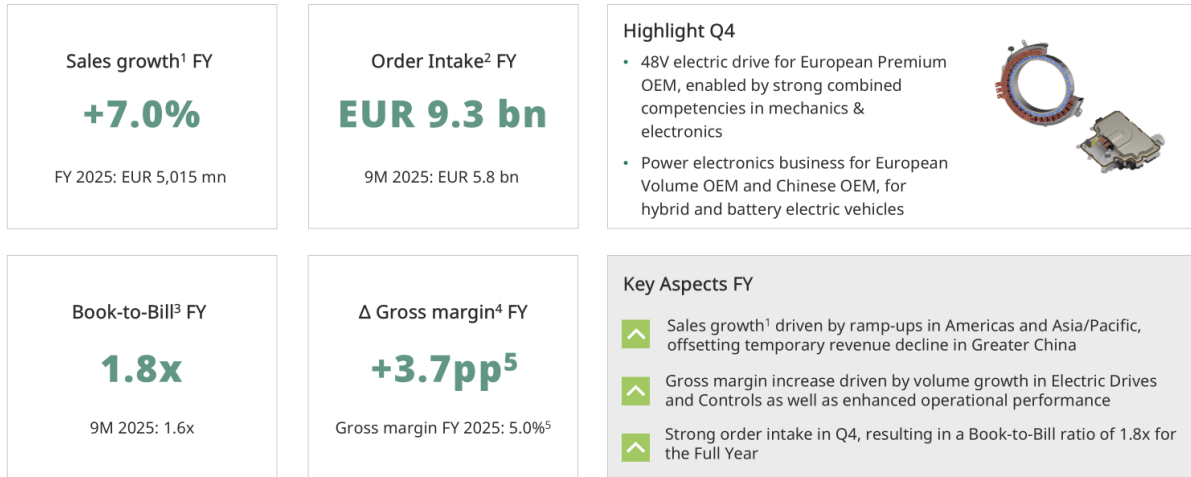 Sales growth¹ FY
+7.0%
FY 2025: EUR 5,015 mn
Order Intake² FY
EUR 9.3 bn
9M 2025: EUR 5.8 bn
Highlight Q4
• 48V electric drive for European Premium
OEM, enabled by strong combined
competencies in mechanics &
electronics
• Power electronics business for European
Volume OEM and Chinese OEM, for
hybrid and battery electric vehicles
Book-to-Bill³ FY
1.8x
9M 2025: 1.6x
Δ Gross margin⁴ FY
+3.7pp⁵
Gross margin FY 2025: 5.0%⁵
Key Aspects FY
Sales growth¹ driven by ramp-ups in Americas and Asia/Pacific,
offsetting temporary revenue decline in Greater China
Gross margin increase driven by volume growth in Electric Drives
and Controls as well as enhanced operational performance
Strong order intake in Q4, resulting in a Book-to-Bill ratio of 1.8x for
the Full Year